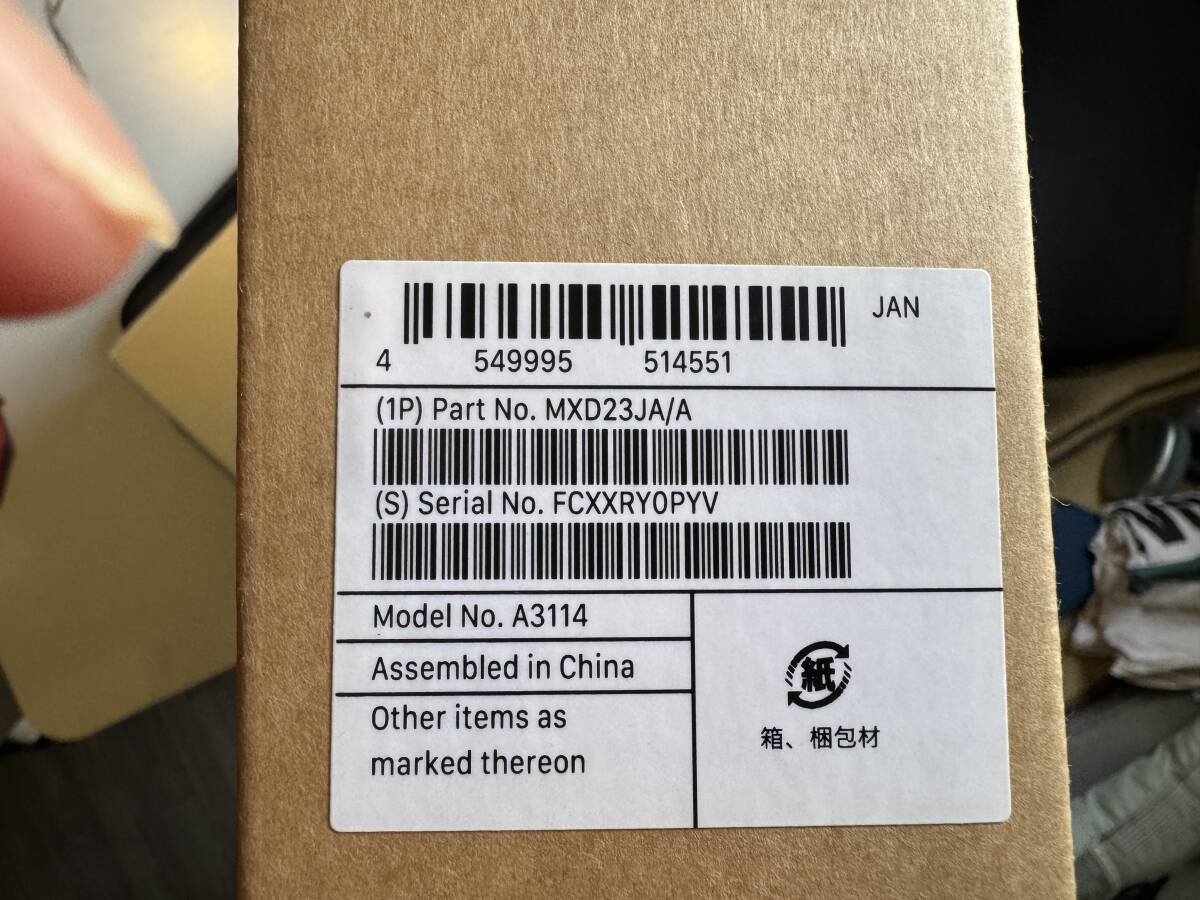 JAN
4 549995 514551
(1P) Part No. MXD23JA/A
(S) Serial No. FCXXRY0PYV
Model No. A3114
Assembled in China
Other items as
marked thereon
紙
箱、梱包材